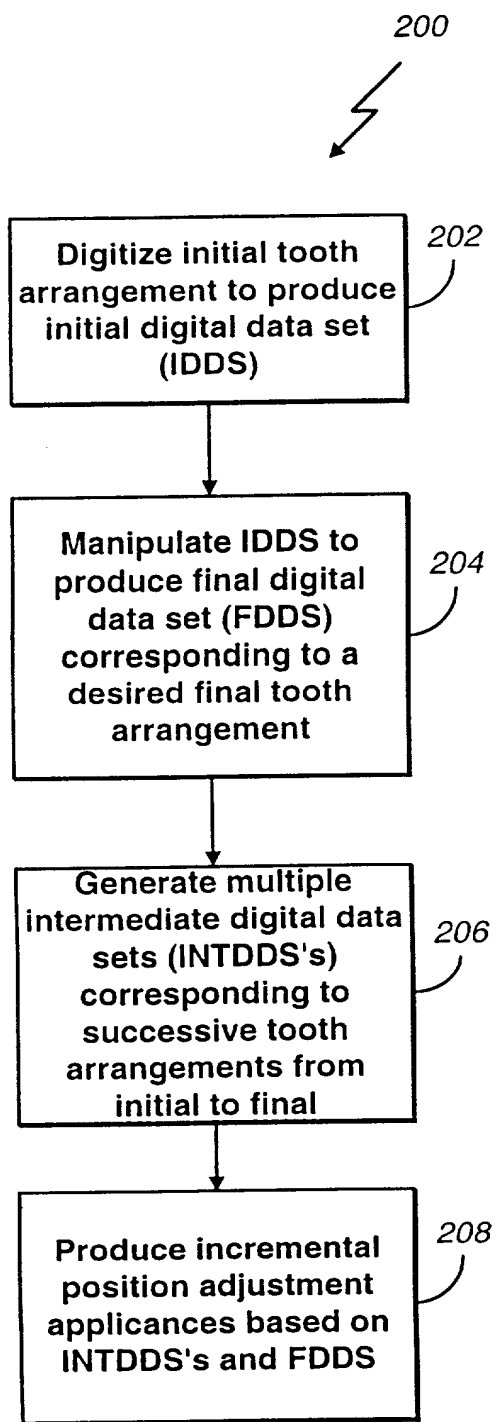 200
Digitize initial tooth
arrangement to produce
initial digital data set
(IDDS)
202
Manipulate IDDS to
produce final digital
data set (FDDS)
corresponding to a
desired final tooth
arrangement
204
Generate multiple
intermediate digital data
sets (INTDDS's)
corresponding to
successive tooth
arrangements from
initial to final
206
Produce incremental
position adjustment
applicances based on
INTDDS's and FDDS
208